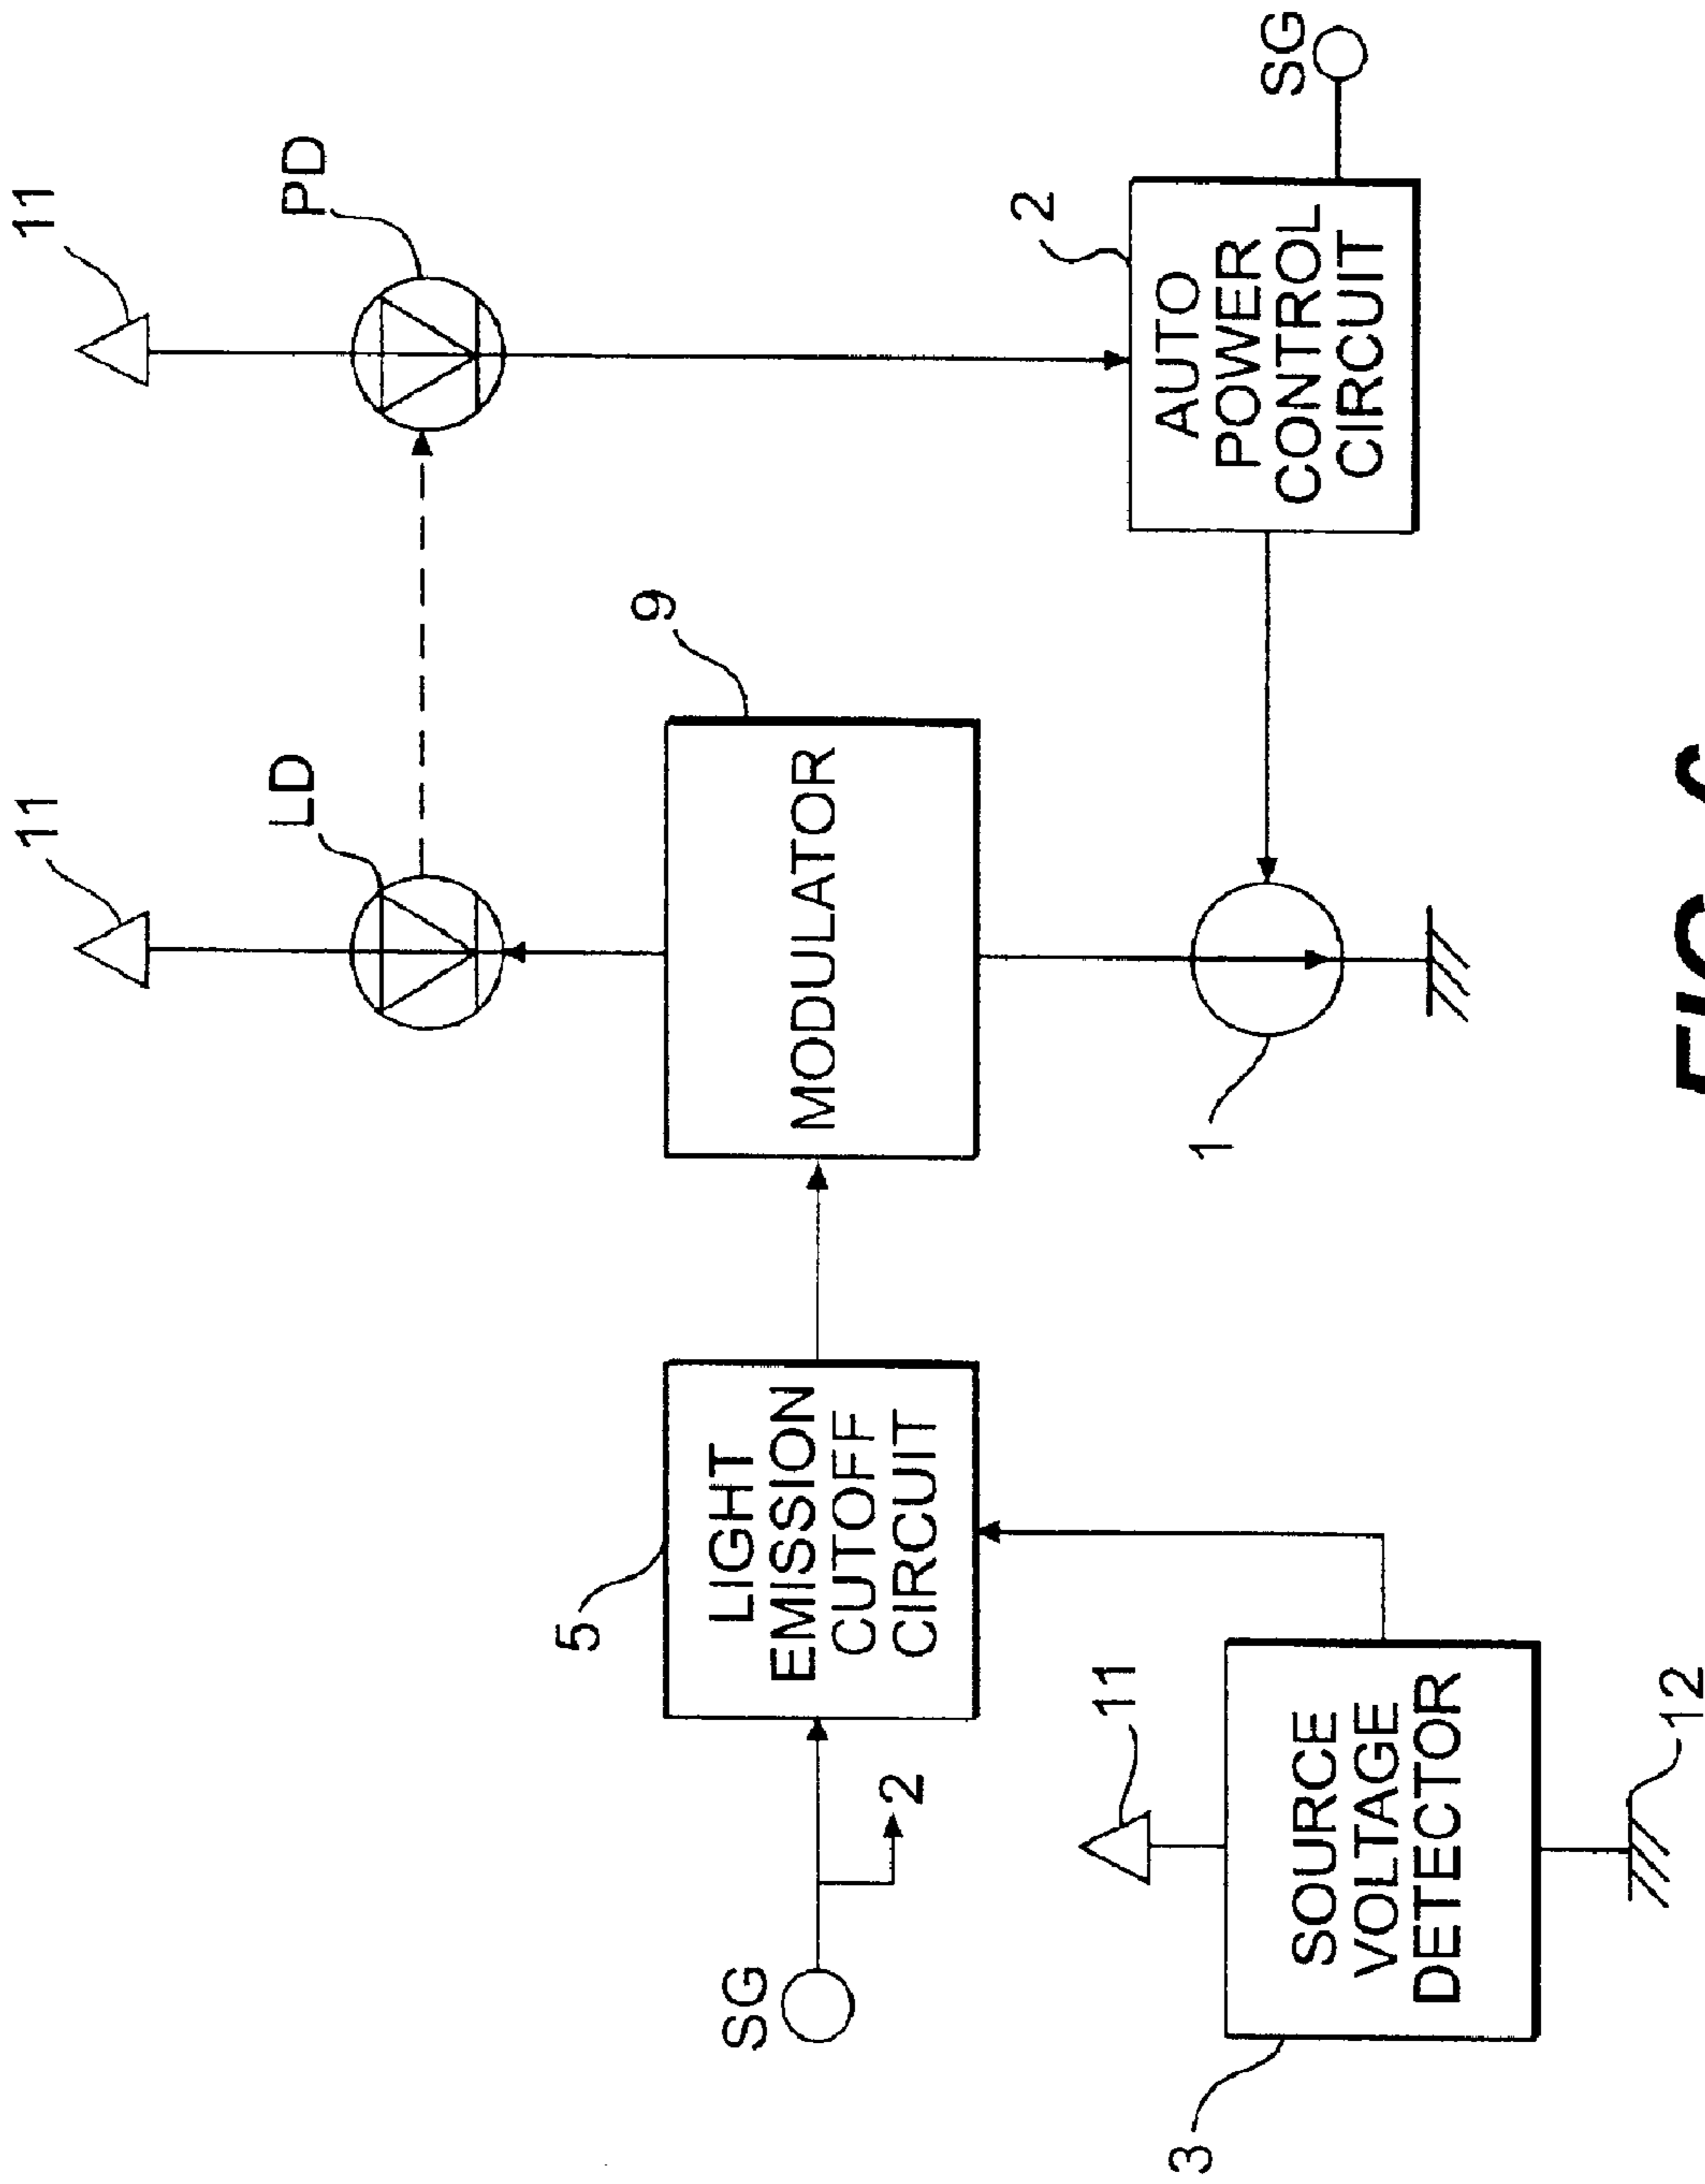 11
11
LD
PD
5
LIGHT
EMISSION
CUTOFF
CIRCUIT
9
MODULATOR
SG
2
11
SOURCE
VOLTAGE
DETECTOR
3
12
1
2
AUTO
POWER
CONTROL
CIRCUIT
SG